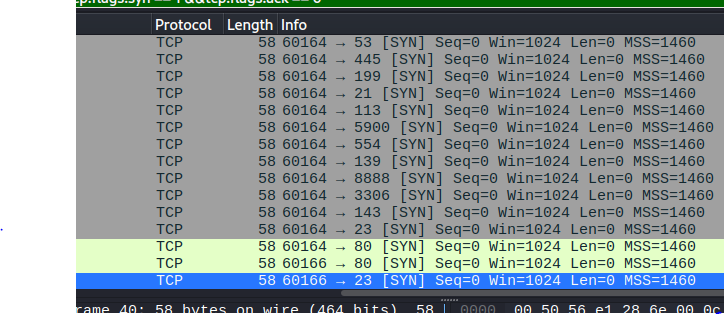 tcp.flags.syn == 1 &&tcp.flags.ack == 0
Protocol Length Info
TCP 58 60164 → 53 [SYN] Seq=0 Win=1024 Len=0 MSS=1460
TCP 58 60164 → 445 [SYN] Seq=0 Win=1024 Len=0 MSS=1460
TCP 58 60164 → 199 [SYN] Seq=0 Win=1024 Len=0 MSS=1460
TCP 58 60164 → 21 [SYN] Seq=0 Win=1024 Len=0 MSS=1460
TCP 58 60164 → 113 [SYN] Seq=0 Win=1024 Len=0 MSS=1460
TCP 58 60164 → 5900 [SYN] Seq=0 Win=1024 Len=0 MSS=1460
TCP 58 60164 → 554 [SYN] Seq=0 Win=1024 Len=0 MSS=1460
TCP 58 60164 → 139 [SYN] Seq=0 Win=1024 Len=0 MSS=1460
TCP 58 60164 → 8888 [SYN] Seq=0 Win=1024 Len=0 MSS=1460
TCP 58 60164 → 3306 [SYN] Seq=0 Win=1024 Len=0 MSS=1460
TCP 58 60164 → 143 [SYN] Seq=0 Win=1024 Len=0 MSS=1460
TCP 58 60164 → 23 [SYN] Seq=0 Win=1024 Len=0 MSS=1460
TCP 58 60164 → 80 [SYN] Seq=0 Win=1024 Len=0 MSS=1460
TCP 58 60166 → 80 [SYN] Seq=0 Win=1024 Len=0 MSS=1460
TCP 58 60166 → 23 [SYN] Seq=0 Win=1024 Len=0 MSS=1460
rame 40: 58 bytes on wire (464 bits), 58 0000 00 50 56 e1 28 6e 00 0c